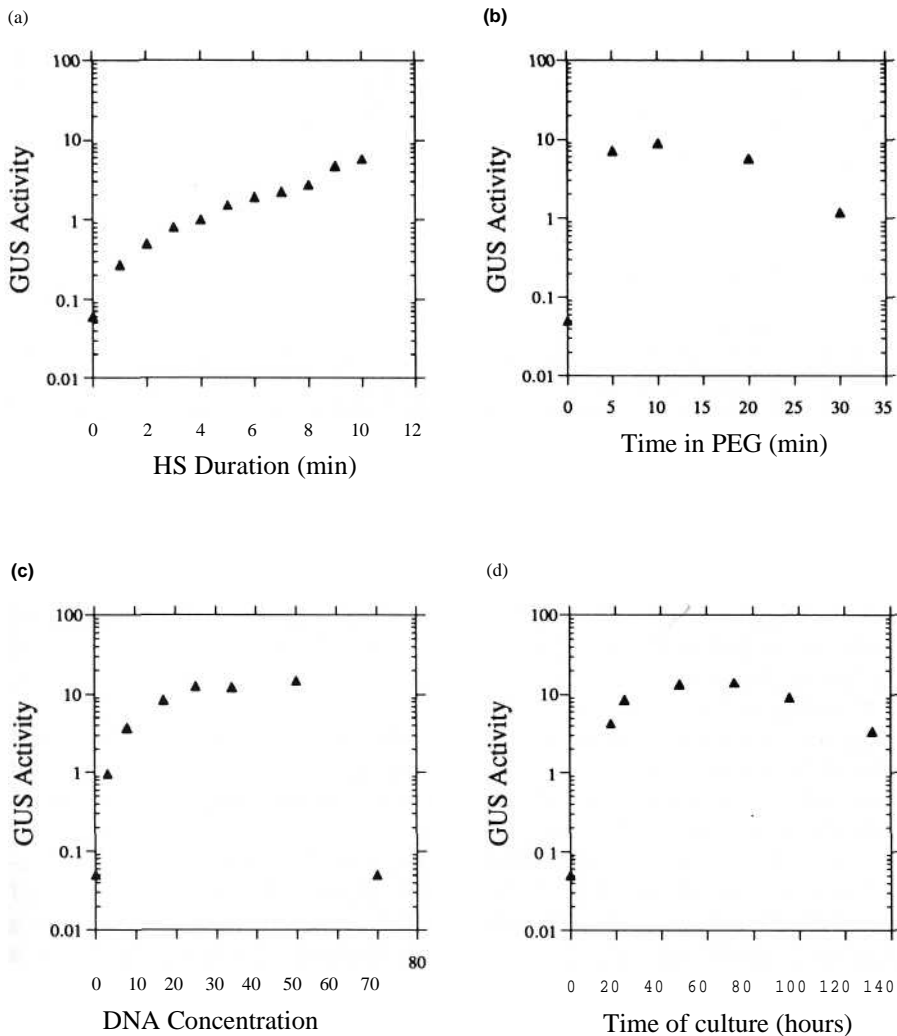 (a)
(b)
100
10
1
0.1
0.01
GUS Activity
0 2 4 6 8 10 12
HS Duration (min)
100
10
1
0.1
0.01
GUS Activity
0 5 10 15 20 25 30 35
Time in PEG (min)
(c)
(d)
100
10
1
0.1
0.01
GUS Activity
0 10 20 30 40 50 60 70 80
DNA Concentration
100
10
1
0 1
0.01
GUS Activity
0 20 40 60 80 100 120 140
Time of culture (hours)